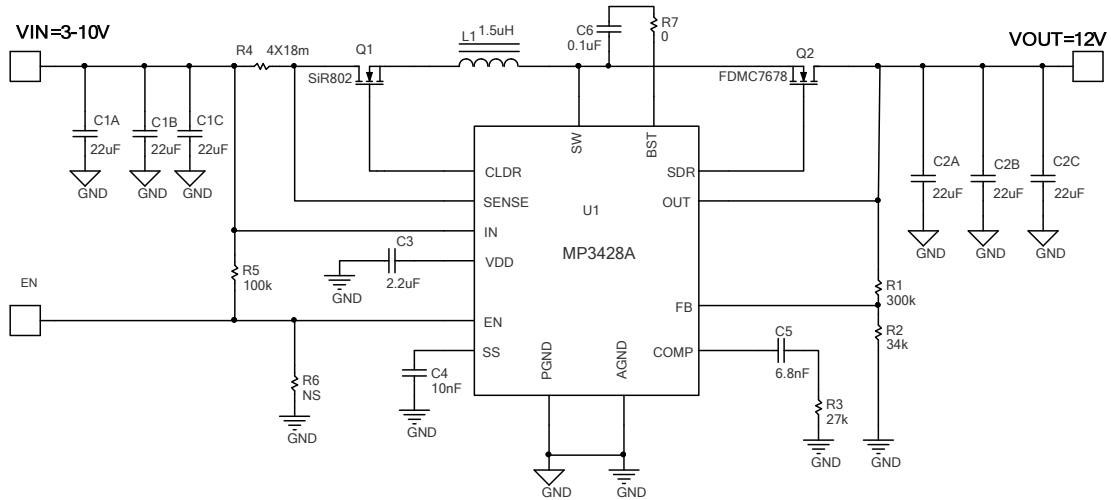 VIN=3-10V
R4 4X18m
Q1
SiR802
L1 1.5uH
C6
0.1uF
R7
0
Q2
FDMC7678
VOUT=12V
C1A
22uF
GND
C1B
22uF
GND
C1C
22uF
GND
SW
BST
CLDR
SENSE
IN
VDD
EN
SS
PGND
AGND
SDR
OUT
FB
COMP
U1
MP3428A
C2A
22uF
GND
C2B
22uF
GND
C2C
22uF
GND
C3
2.2uF
GND
R5
100k
EN
R6
NS
GND
C4
10nF
GND
GND
GND
C5
6.8nF
R3
27k
GND
R1
300k
R2
34k
GND